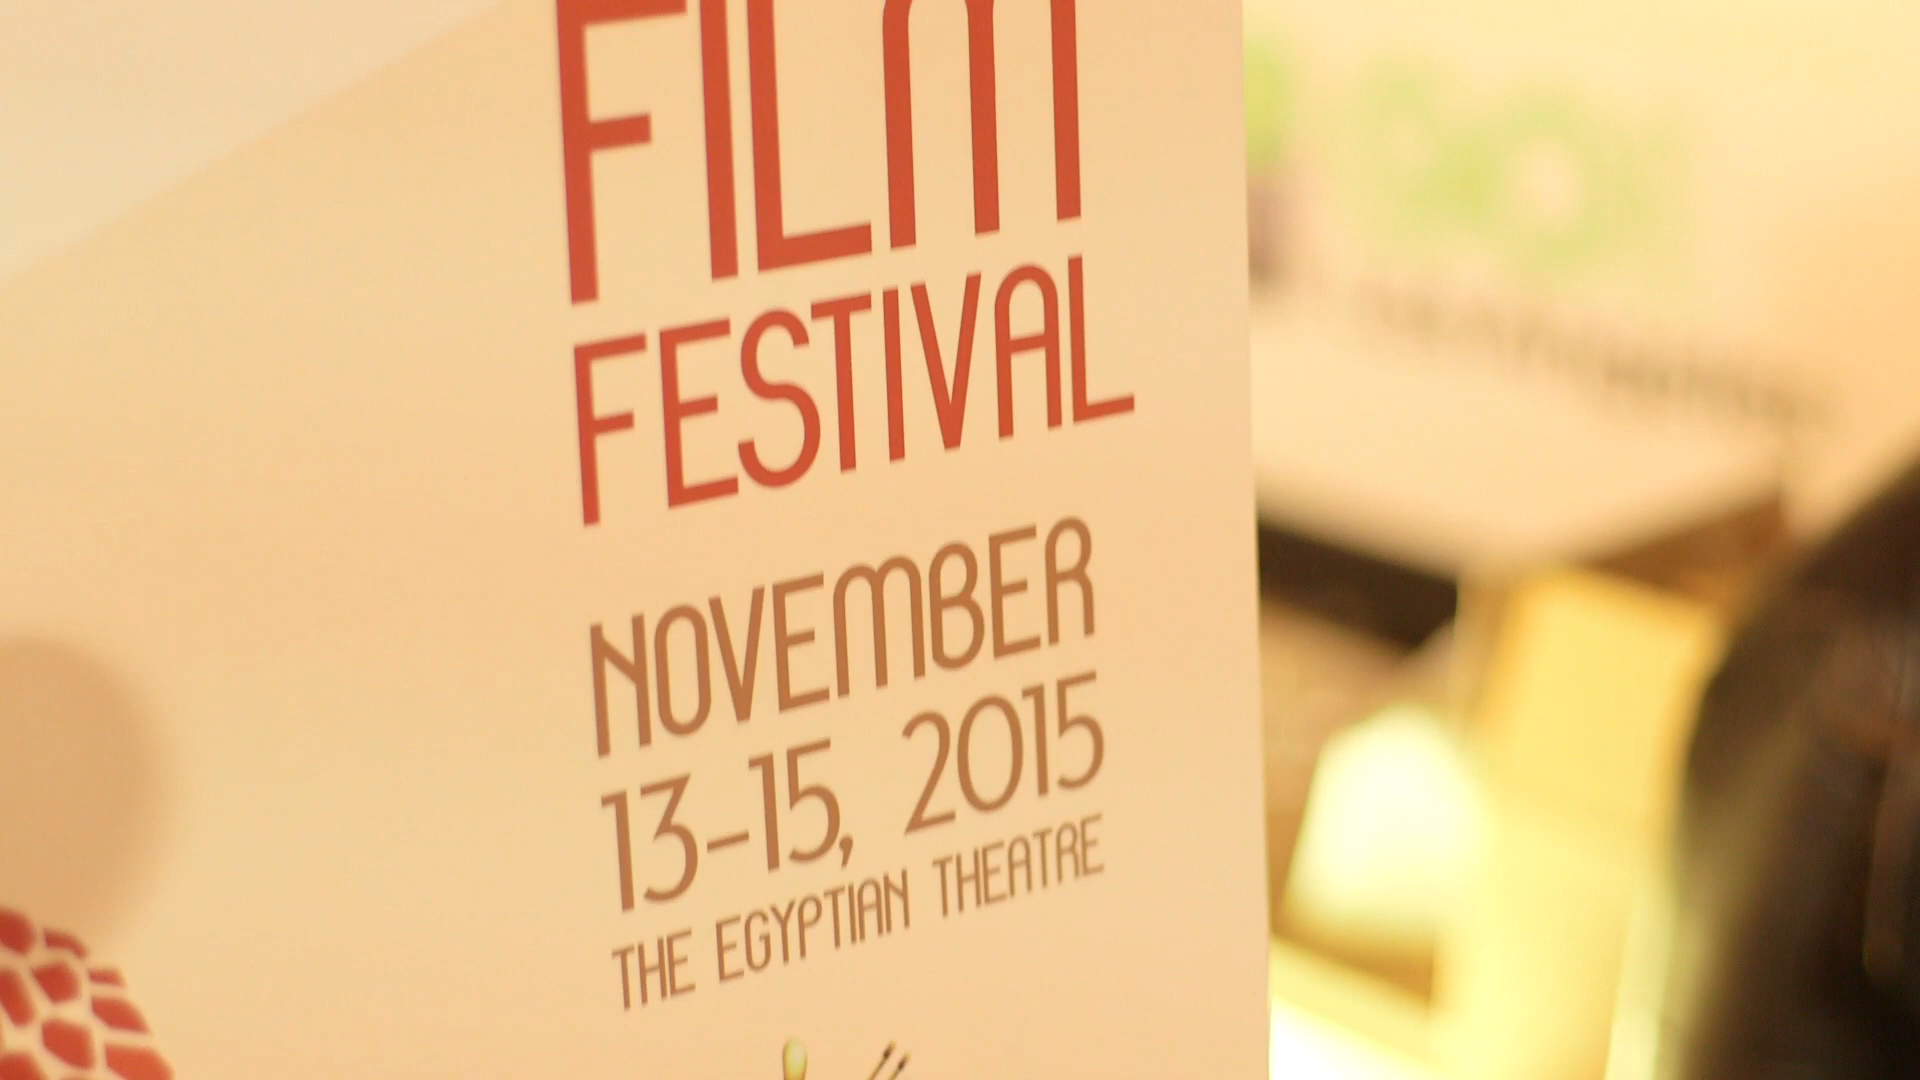 FILM
FESTIVAL
NOVEMBER
13-15, 2015
THE EGYPTIAN THEATRE